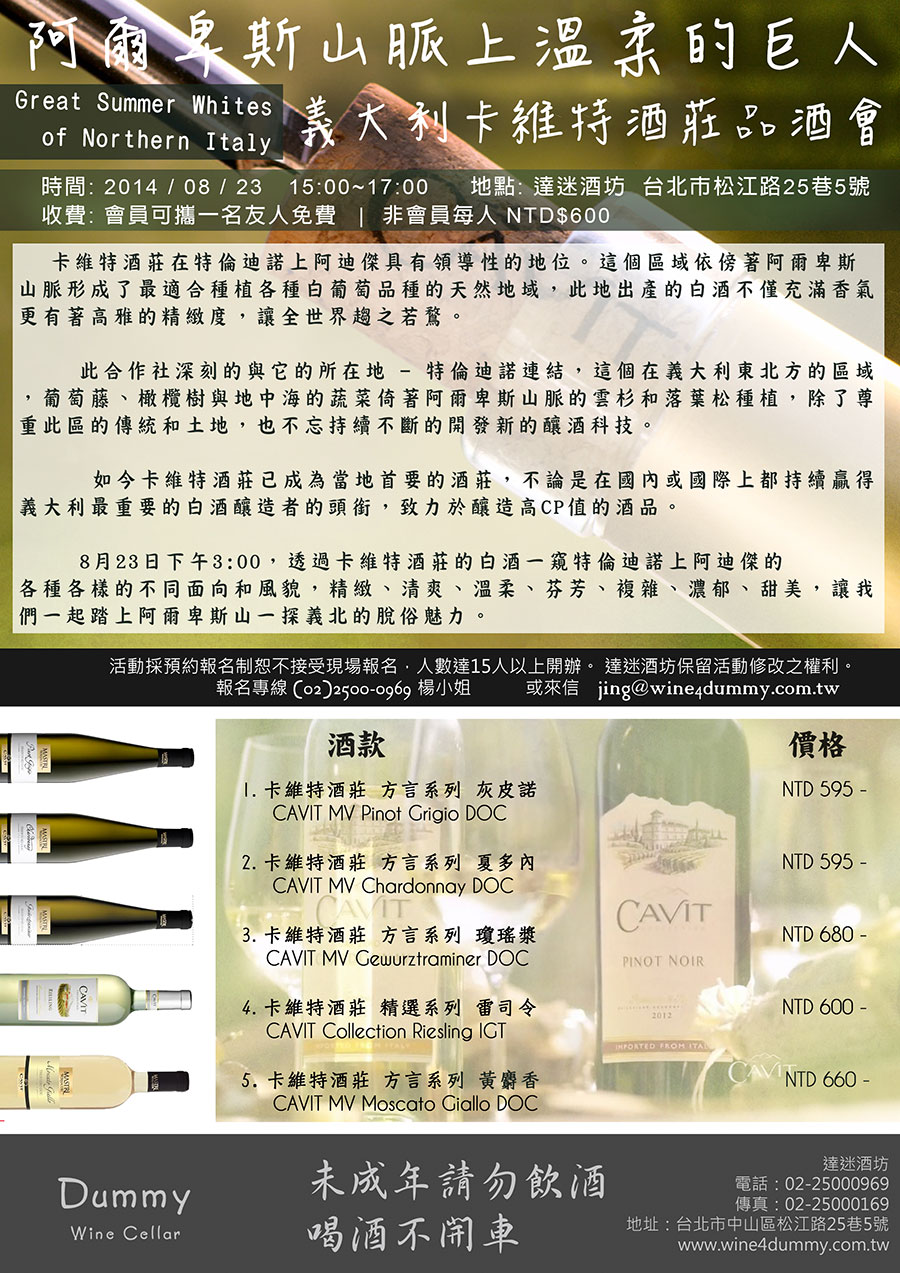 阿爾卑斯山脈上溫柔的巨人
Great Summer Whites
of Northern Italy
義大利卡維特酒莊品酒會
時間: 2014 / 08 / 23 15:00~17:00 地點: 達迷酒坊 台北市松江路25巷5號
收費: 會員可攜一名友人免費 | 非會員每人 NTD$600
卡維特酒莊在特倫迪諾上阿迪傑具有領導性的地位。這個區域依傍著阿爾卑斯
山脈形成了最適合種植各種白葡萄品種的天然地域，此地出產的白酒不僅充滿香氣
更有著高雅的精緻度，讓全世界趨之若鶩。
此合作社深刻的與它的所在地 – 特倫迪諾連結，這個在義大利東北方的區域
，葡萄藤、橄欖樹與地中海的蔬菜倚著阿爾卑斯山脈的雲杉和落葉松種植，除了尊
重此區的傳統和土地，也不忘持續不斷的開發新的釀酒科技。
如今卡維特酒莊已成為當地首要的酒莊，不論是在國內或國際上都持續贏得
義大利最重要的白酒釀造者的頭銜，致力於釀造高CP值的酒品。
8月23日下午3:00，透過卡維特酒莊的白酒一窺特倫迪諾上阿迪傑的
各種各樣的不同面向和風貌，精緻、清爽、溫柔、芬芳、複雜、濃郁、甜美，讓我
們一起踏上阿爾卑斯山一探義北的脫俗魅力。
活動採預約報名制恕不接受現場報名，人數達15人以上開辦。 達迷酒坊保留活動修改之權利。
報名專線 (02)2500-0969 楊小姐 或來信 jing@wine4dummy.com.tw
酒款 價格
1. 卡維特酒莊 方言系列 灰皮諾 NTD 595 -
CAVIT MV Pinot Grigio DOC
2. 卡維特酒莊 方言系列 夏多內 NTD 595 -
CAVIT MV Chardonnay DOC
3. 卡維特酒莊 方言系列 瓊瑤漿 NTD 680 -
CAVIT MV Gewurztraminer DOC
4. 卡維特酒莊 精選系列 雷司令 NTD 600 -
CAVIT Collection Riesling IGT
5. 卡維特酒莊 方言系列 黃麝香 NTD 660 -
CAVIT MV Moscato Giallo DOC
CAVIT
PINOT NOIR
2012
IMPORTED FROM ITAL
CAVIT
Dummy
Wine Cellar
未成年請勿飲酒
喝酒不開車
達迷酒坊
電話：02-25000969
傳真：02-25000169
地址：台北市中山區松江路25巷5號
www.wine4dummy.com.tw